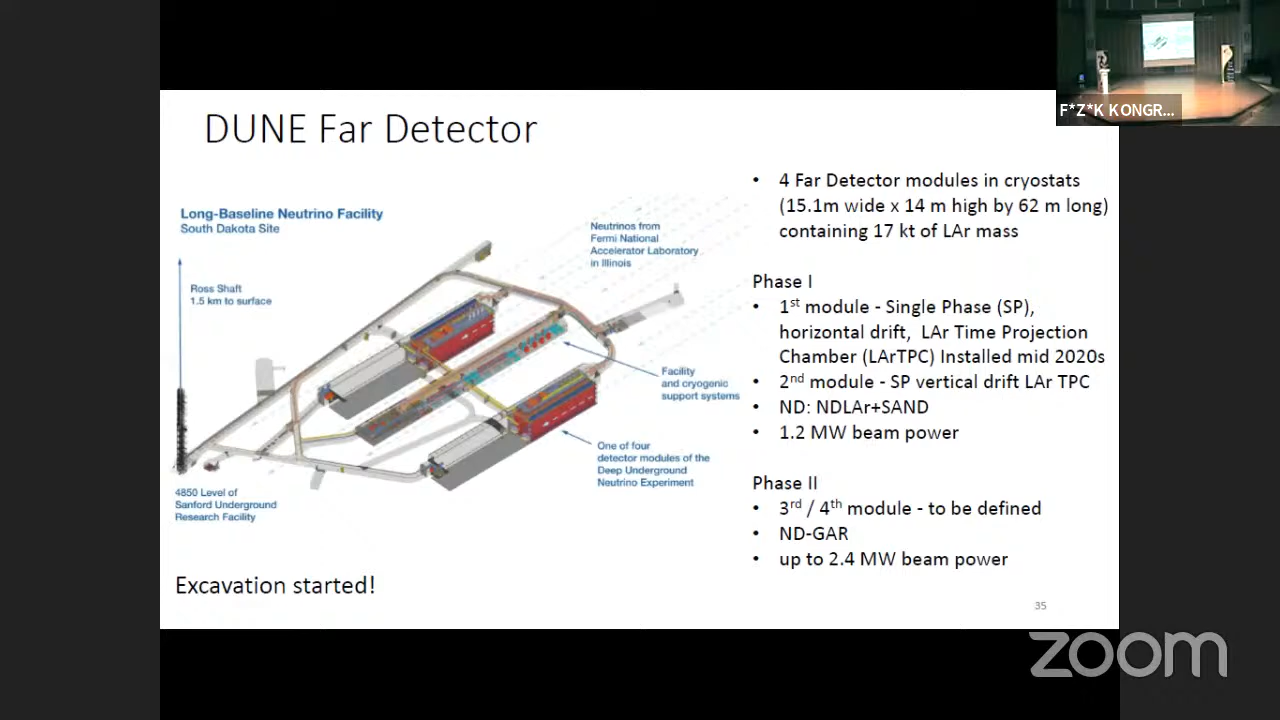 F*Z*K KONGR...
DUNE Far Detector
Long-Baseline Neutrino Facility
South Dakota Site
Ross Shaft
1.5 km to surface
Neutrinos from
Fermi National
Accelerator Laboratory
in Illinois
Facility
and cryogenic
support systems
One of four
detector modules of the
Deep Underground
Neutrino Experiment
4850 Level of
Sanford Underground
Research Facility
Excavation started!
• 4 Far Detector modules in cryostats
(15.1m wide x 14 m high by 62 m long)
containing 17 kt of LAr mass
Phase I
• 1st module - Single Phase (SP),
horizontal drift, LAr Time Projection
Chamber (LArTPC) Installed mid 2020s
• 2nd module - SP vertical drift LAr TPC
• ND: NDLAr+SAND
• 1.2 MW beam power
Phase II
• 3rd / 4th module - to be defined
• ND-GAR
• up to 2.4 MW beam power
35
zoom